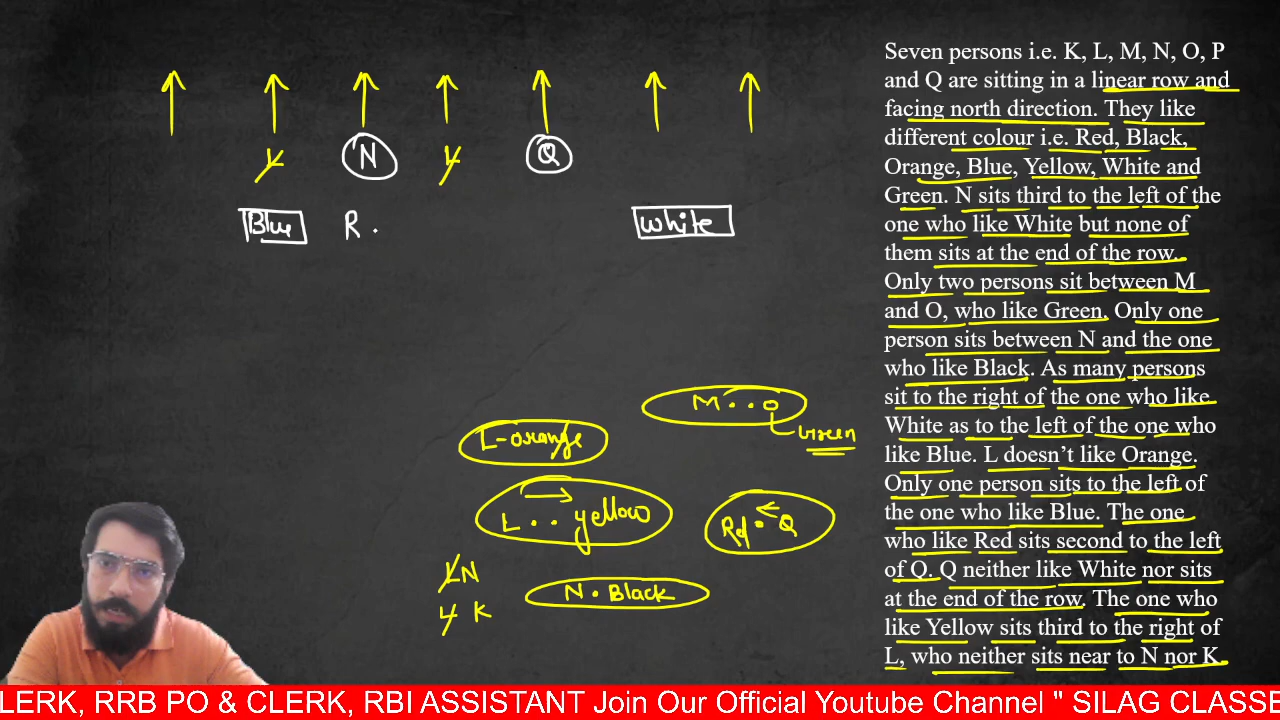 Seven persons i.e. K, L, M, N, O, P
and Q are sitting in a linear row and
facing north direction. They like
different colour i.e. Red, Black,
Orange, Blue, Yellow, White and
Green. N sits third to the left of the
one who like White but none of
them sits at the end of the row.
Only two persons sit between M
and O, who like Green. Only one
person sits between N and the one
who like Black. As many persons
sit to the right of the one who like
White as to the left of the one who
like Blue. L doesn't like Orange.
Only one person sits to the left of
the one who like Blue. The one
who like Red sits second to the left
of Q. Q neither like White nor sits
at the end of the row. The one who
like Yellow sits third to the right of
L, who neither sits near to N nor K.
L N L Q
Blue R . White
M . . O
Green
L-orange
L . . yellow
Red . Q
L N
N . Black
L K
LERK, RRB PO & CLERK, RBI ASSISTANT Join Our Official Youtube Channel " SILAG CLASSE